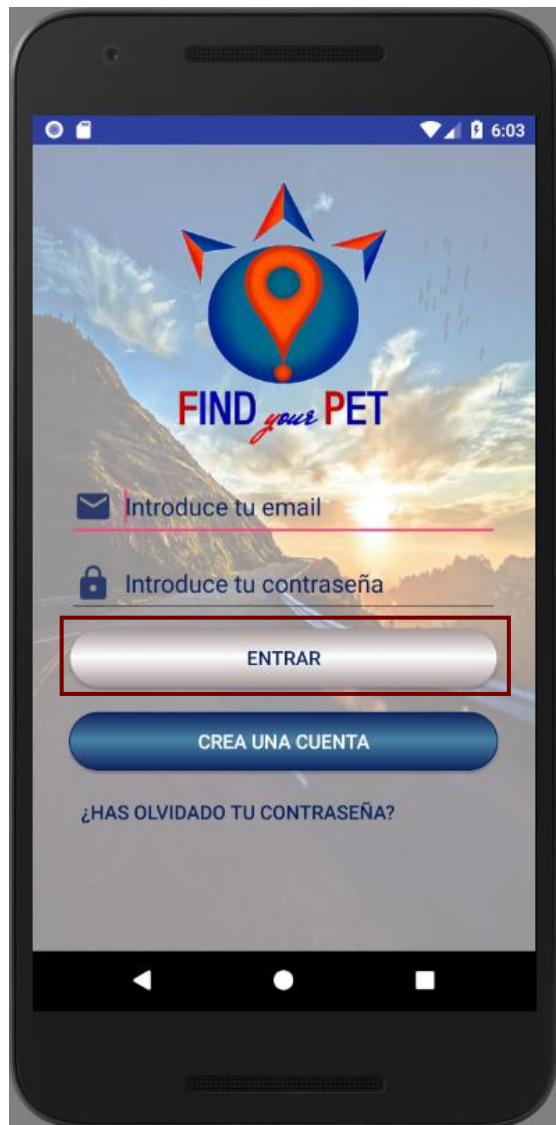 6:03
FIND your PET
Introduce tu email
Introduce tu contraseña
ENTRAR
CREA UNA CUENTA
¿HAS OLVIDADO TU CONTRASEÑA?